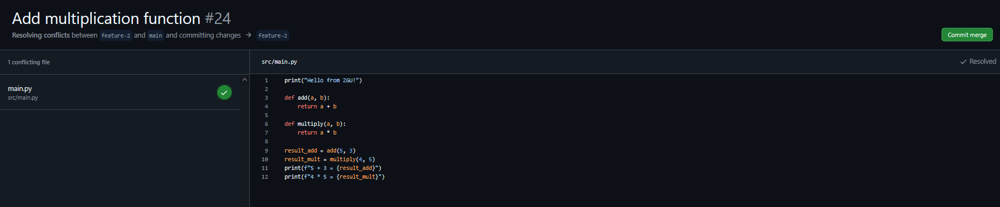 Add multiplication function #24
Resolving conflicts between feature-2 and main and committing changes → feature-2
Commit merge
1 conflicting file
main.py
src/main.py
src/main.py
Resolved
1 print("Hello from ZGU!")
2
3 def add(a, b):
4     return a + b
5
6 def multiply(a, b):
7     return a * b
8
9 result_add = add(5, 3)
10 result_mult = multiply(4, 5)
11 print(f"5 + 3 = {result_add}")
12 print(f"4 * 5 = {result_mult}")